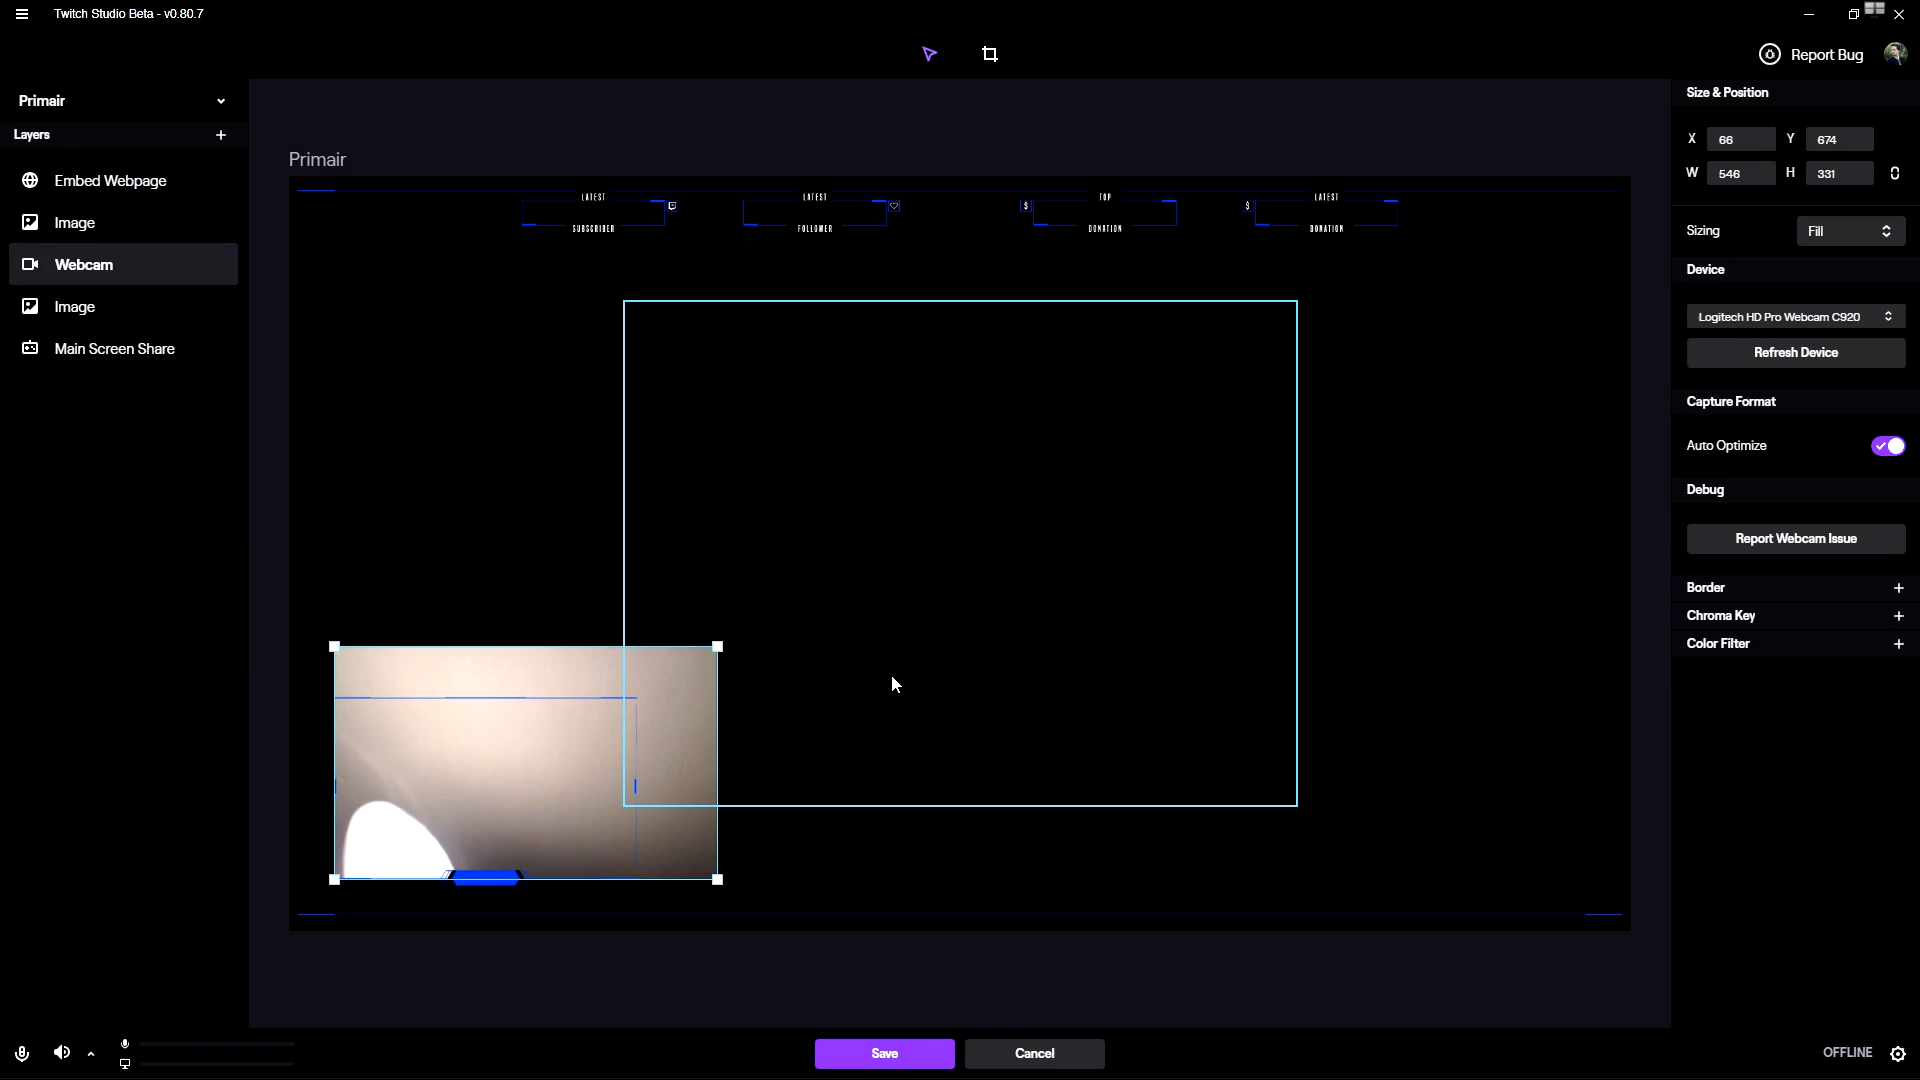 Twitch Studio Beta - v0.80.7
Report Bug
Primair
Layers
Embed Webpage
Image
Webcam
Image
Main Screen Share
Primair
LATEST
SUBSCRIBER
LATEST
FOLLOWER
$
TOP
DONATION
$
LATEST
DONATION
Size & Position
X 66 Y 674
W 546 H 331
Sizing Fill
Device
Logitech HD Pro Webcam C920
Refresh Device
Capture Format
Auto Optimize
Debug
Report Webcam Issue
Border
Chroma Key
Color Filter
Save
Cancel
OFFLINE